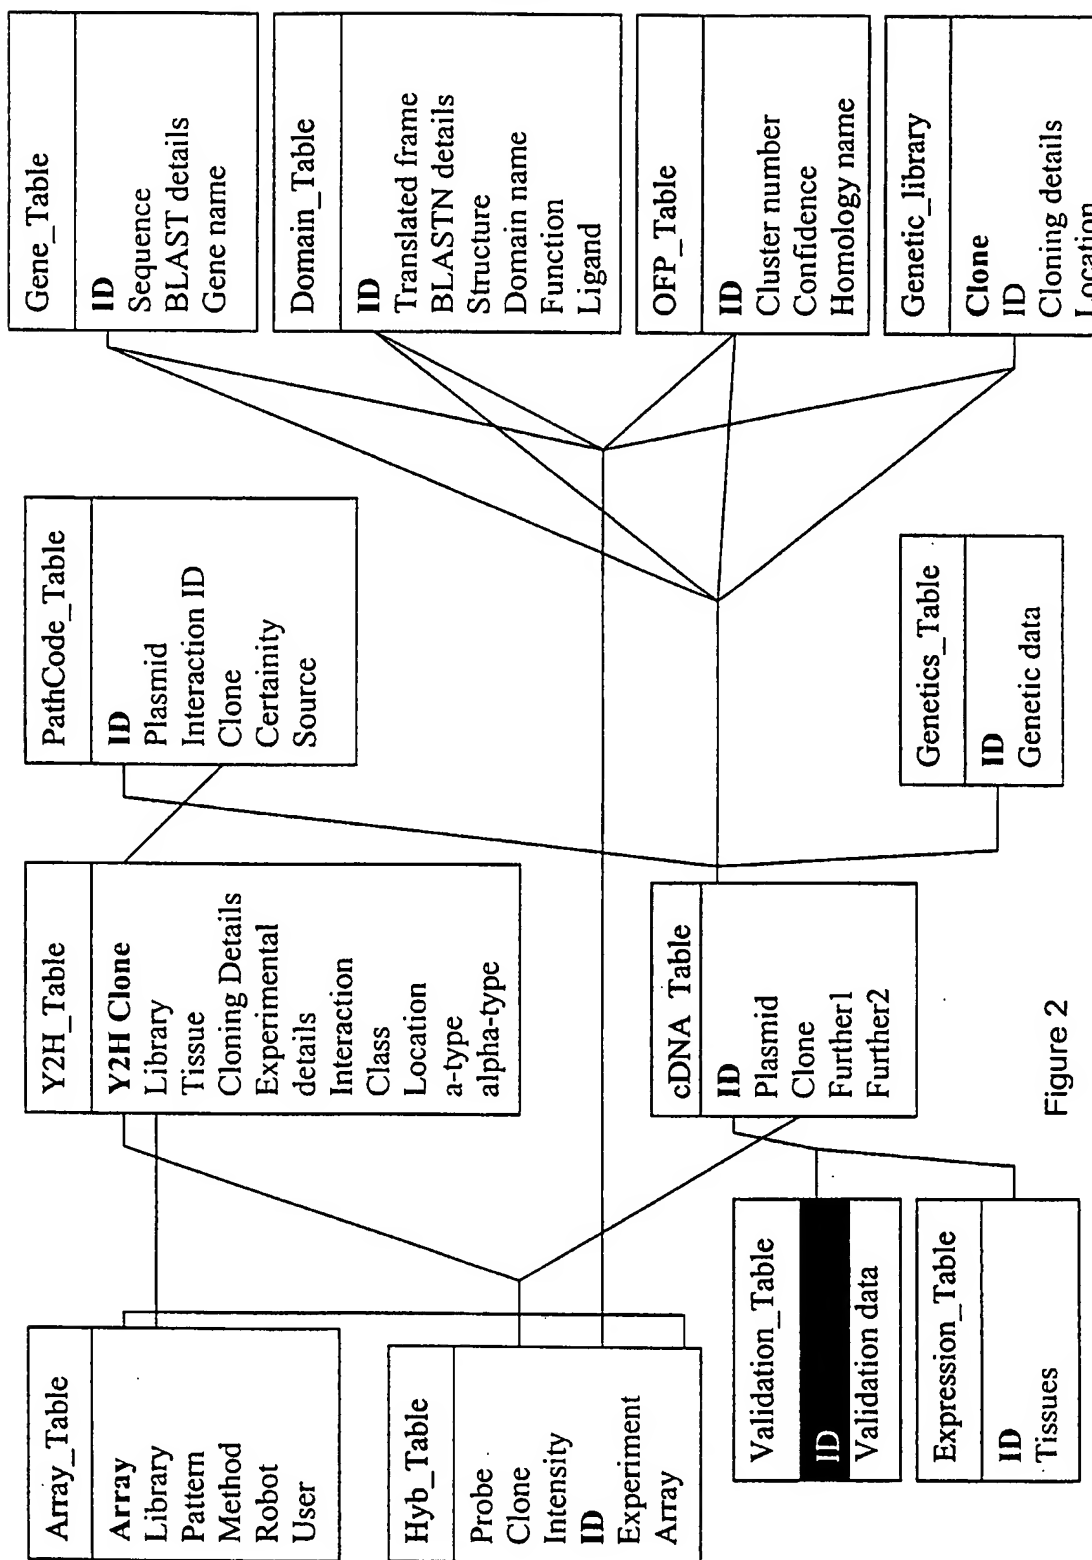 Array_Table
Array
Library
Pattern
Method
Robot
User
Hyb_Table
Probe
Clone
Intensity
ID
Experiment
Array
Validation_Table
ID
Validation data
Expression_Table
ID
Tissues
Y2H_Table
Y2H Clone
Library
Tissue
Cloning Details
Experimental
details
Interaction
Class
Location
a-type
alpha-type
cDNA_Table
ID
Plasmid
Clone
Further1
Further2
PathCode_Table
ID
Plasmid
Interaction ID
Clone
Certainity
Source
Genetics_Table
ID
Genetic data
Gene_Table
ID
Sequence
BLAST details
Gene name
Domain_Table
ID
Translated frame
BLASTN details
Structure
Domain name
Function
Ligand
OFP_Table
ID
Cluster number
Confidence
Homology name
Genetic_library
Clone
ID
Cloning details
Location
Figure 2